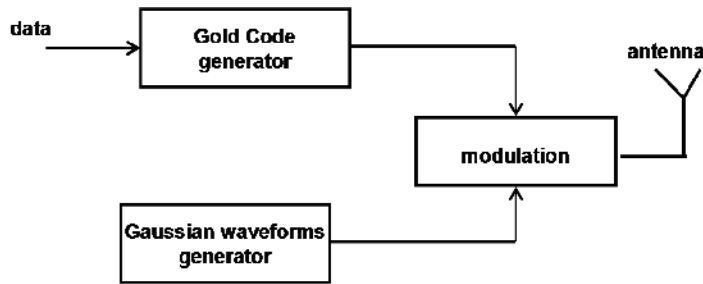 data
Gold Code
generator
antenna
modulation
Gaussian waveforms
generator